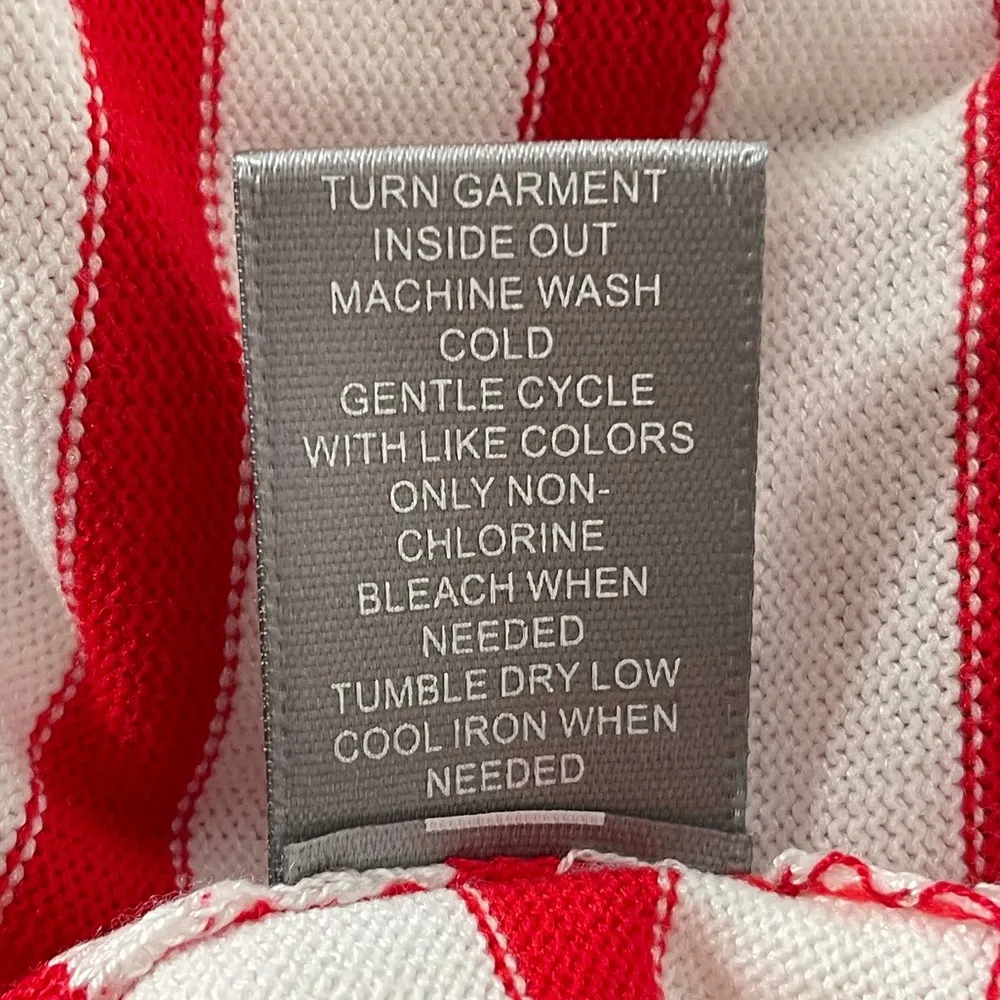 TURN GARMENT
INSIDE OUT
MACHINE WASH
COLD
GENTLE CYCLE
WITH LIKE COLORS
ONLY NON-
CHLORINE
BLEACH WHEN
NEEDED
TUMBLE DRY LOW
COOL IRON WHEN
NEEDED